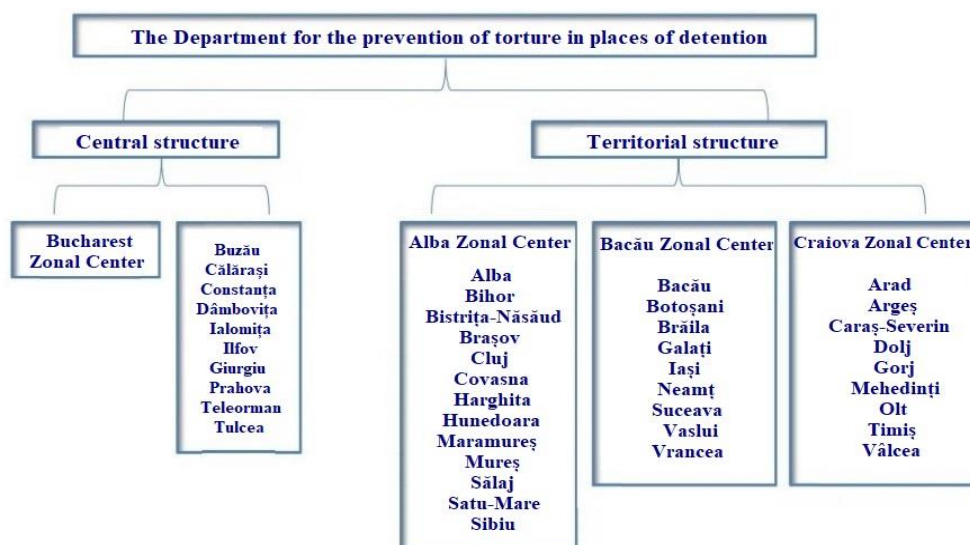 The Department for the prevention of torture in places of detention
Central structure
Territorial structure
Bucharest
Zonal Center
Buzău
Călărași
Constanța
Dâmbovița
Ialomița
Ilfov
Giurgiu
Prahova
Teleorman
Tulcea
Alba Zonal Center
Alba
Bihor
Bistrița-Năsăud
Brașov
Cluj
Covasna
Harghita
Hunedoara
Maramureș
Mureș
Sălaj
Satu-Mare
Sibiu
Bacău Zonal Center
Bacău
Botoșani
Brăila
Galați
Iași
Neamț
Suceava
Vaslui
Vrancea
Craiova Zonal Center
Arad
Argeș
Caraș-Severin
Dolj
Gorj
Mehedinți
Olt
Timiș
Vâlcea